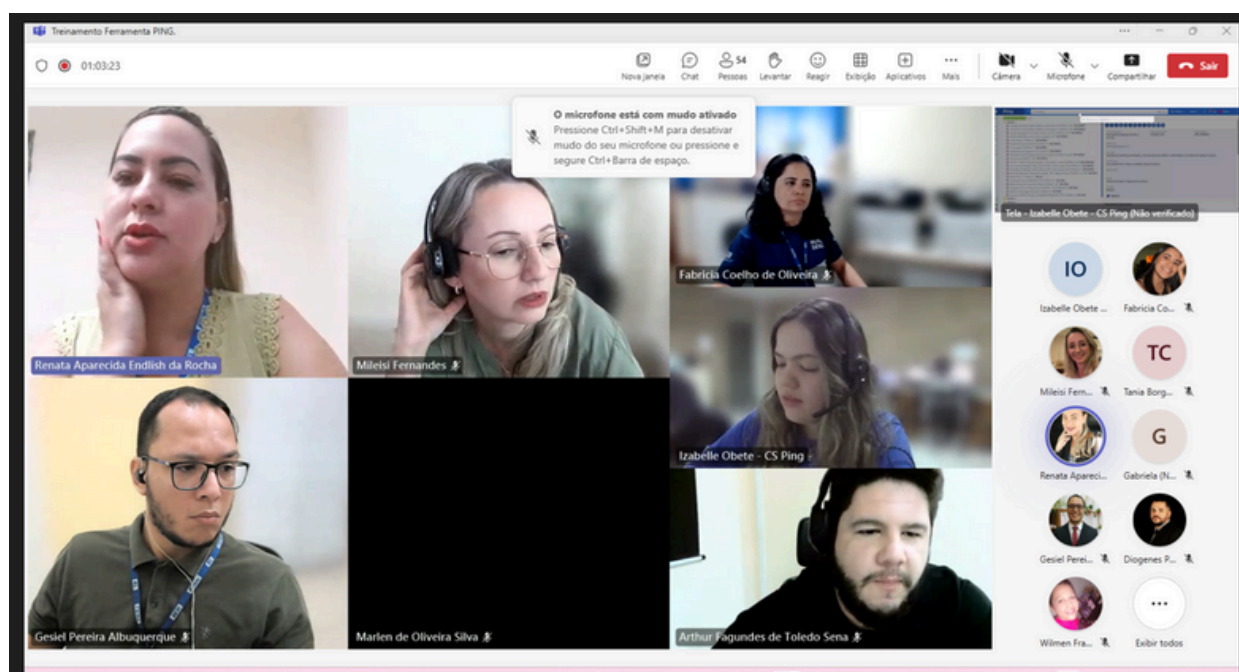 Treinamento Ferramenta PING.
01:03:23
Nova janela
Chat
54
Pessoas
Levantar
Reagir
Exibição
Aplicativos
Mais
Câmera
Microfone
Compartilhar
Sair
O microfone está com mudo ativado
Pressione Ctrl+Shift+M para desativar
mudo do seu microfone ou pressione e
segure Ctrl+Barra de espaço.
Renata Aparecida Endlish da Rocha
Mileisi Fernandes
Fabricia Coelho de Oliveira
Izabelle Obete - CS Ping
Gesiel Pereira Albuquerque
Marlen de Oliveira Silva
Arthur Fagundes de Toledo Sena
Tela - Izabelle Obete - CS Ping (Não verificado)
IO
Izabelle Obete ...
Fabricia Co...
Mileisi Fern...
TC
Tania Borg...
Renata Apareci...
G
Gabriela (N...
Gesiel Perei...
Diogenes P...
Wilmen Fra...
Exibir todos